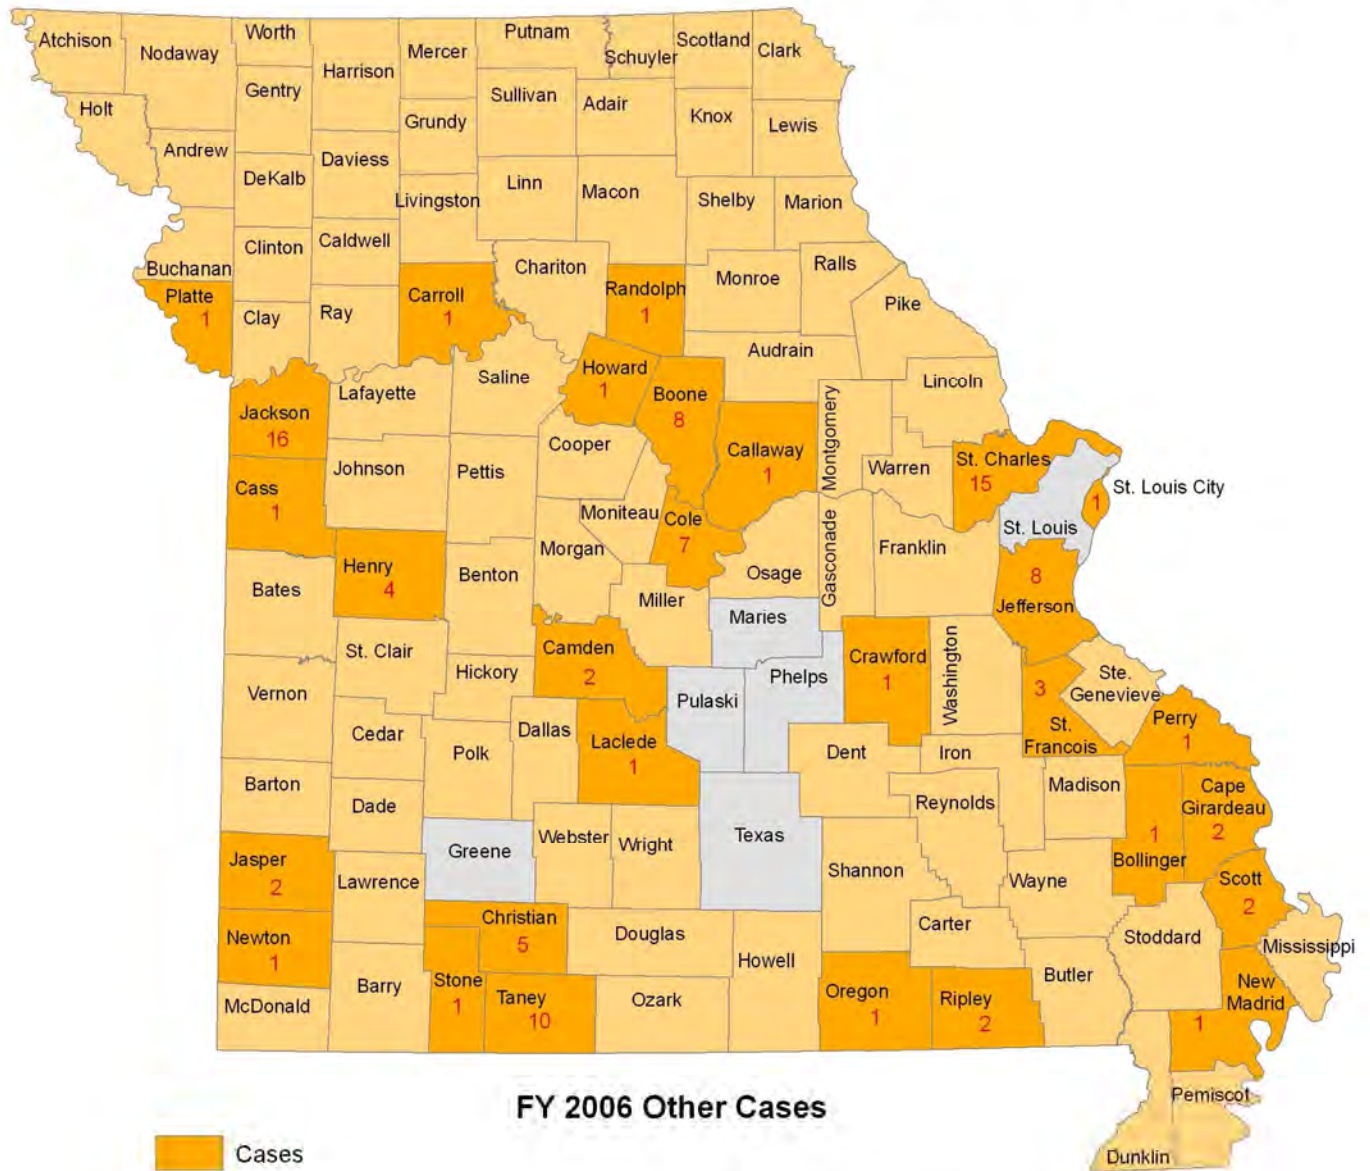 Atchison
Nodaway
Worth
Harrison
Mercer
Putnam
Schuyler
Scotland
Clark
Holt
Gentry
Sullivan
Adair
Knox
Lewis
Grundy
Andrew
DeKalb
Daviess
Livingston
Linn
Macon
Shelby
Marion
Buchanan
Clinton
Caldwell
Chariton
Monroe
Ralls
Pike
Platte
1
Clay
Ray
Carroll
1
Randolph
1
Audrain
Lafayette
Saline
Howard
1
Boone
8
Lincoln
Montgomery
Jackson
16
Johnson
Pettis
Cooper
Callaway
1
Warren
St. Charles
15
St. Louis City
1
Cass
1
Moniteau
Cole
7
St. Louis
Morgan
Osage
Gasconade
Franklin
Henry
4
Benton
Bates
Miller
Maries
8
Jefferson
St. Clair
Hickory
Camden
2
Pulaski
Phelps
Crawford
1
Washington
Ste.
Genevieve
3
St.
Francois
Perry
1
Vernon
Cedar
Polk
Dallas
Laclede
1
Dent
Iron
Madison
Barton
Dade
Reynolds
Cape
Girardeau
2
Greene
Webster
Wright
Texas
Shannon
1
Bollinger
Jasper
2
Lawrence
Wayne
Scott
2
Christian
5
Douglas
Howell
Carter
Stoddard
Mississippi
Newton
1
Barry
Stone
1
Taney
10
Ozark
Oregon
1
Ripley
2
Butler
New
Madrid
1
McDonald
Pemiscot
Dunklin
FY 2006 Other Cases
Cases